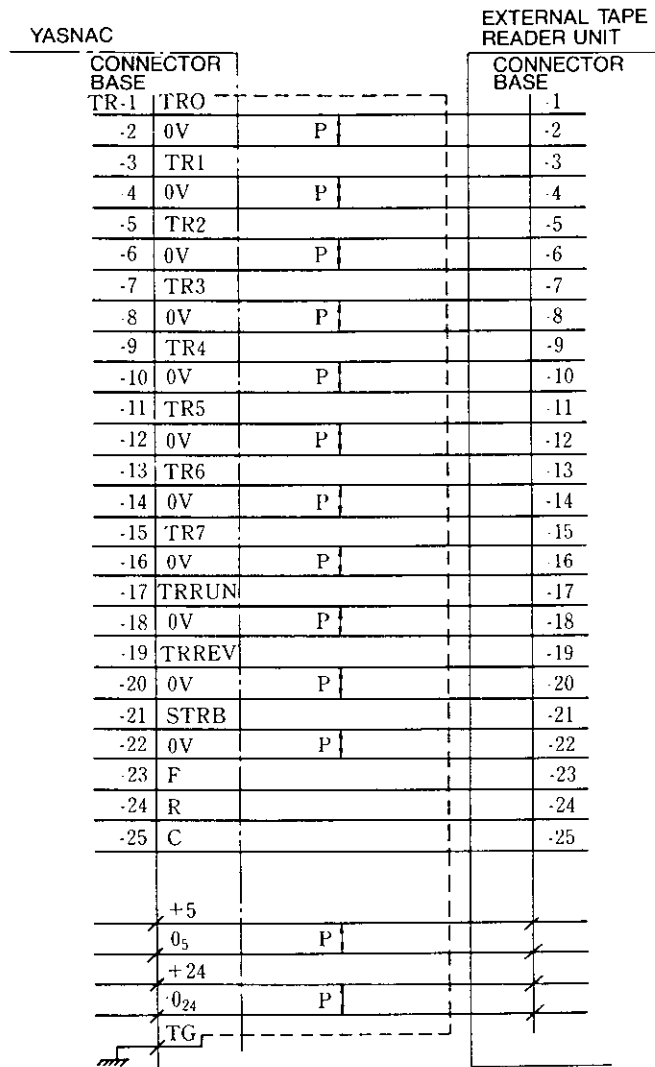 YASNAC
EXTERNAL TAPE
READER UNIT
CONNECTOR
BASE
CONNECTOR
BASE
TR-1 TR0 -1
-2 0V P -2
-3 TR1 -3
-4 0V P -4
-5 TR2 -5
-6 0V P -6
-7 TR3 -7
-8 0V P -8
-9 TR4 -9
-10 0V P -10
-11 TR5 -11
-12 0V P -12
-13 TR6 -13
-14 0V P -14
-15 TR7 -15
-16 0V P -16
-17 TRRUN -17
-18 0V P -18
-19 TRREV -19
-20 0V P -20
-21 STRB -21
-22 0V P -22
-23 F -23
-24 R -24
-25 C -25
+5
0₅ P
+24
0₂₄ P
TG